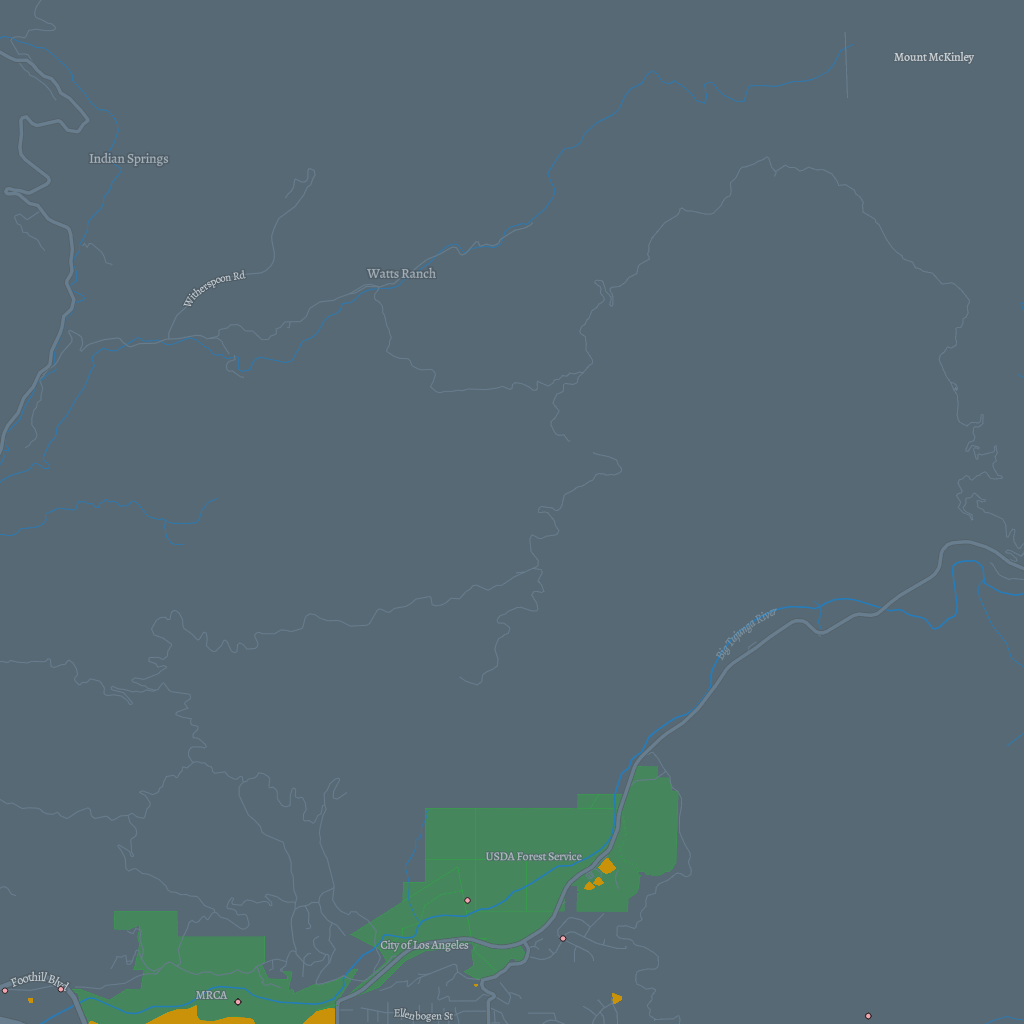 Mount McKinley
Indian Springs
Watts Ranch
Witherspoon Rd
Big Tujunga River
USDA Forest Service
City of Los Angeles
Foothill Blvd
MRCA
Ellenbogen St